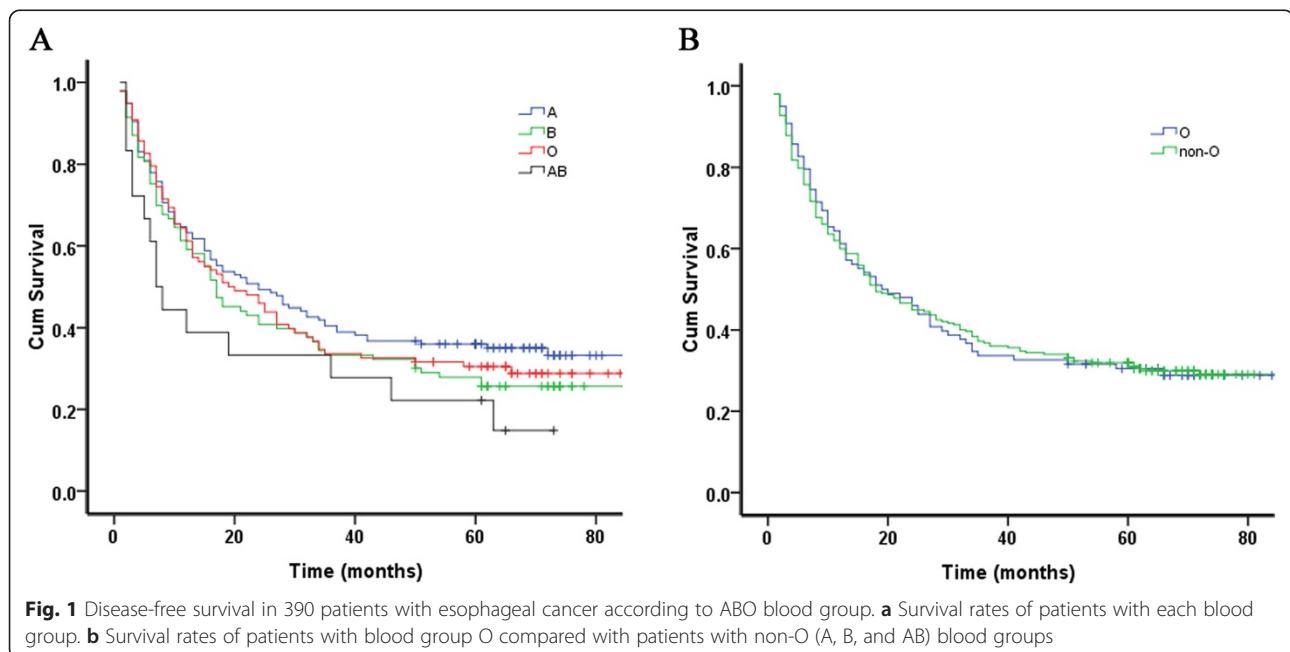 A
1.0
0.8
0.6
0.4
0.2
0.0
Cum Survival
A
B
O
AB
0
20
40
60
80
Time (months)
B
1.0
0.8
0.6
0.4
0.2
0.0
Cum Survival
O
non-O
0
20
40
60
80
Time (months)
Fig. 1 Disease-free survival in 390 patients with esophageal cancer according to ABO blood group. a Survival rates of patients with each blood
group. b Survival rates of patients with blood group O compared with patients with non-O (A, B, and AB) blood groups